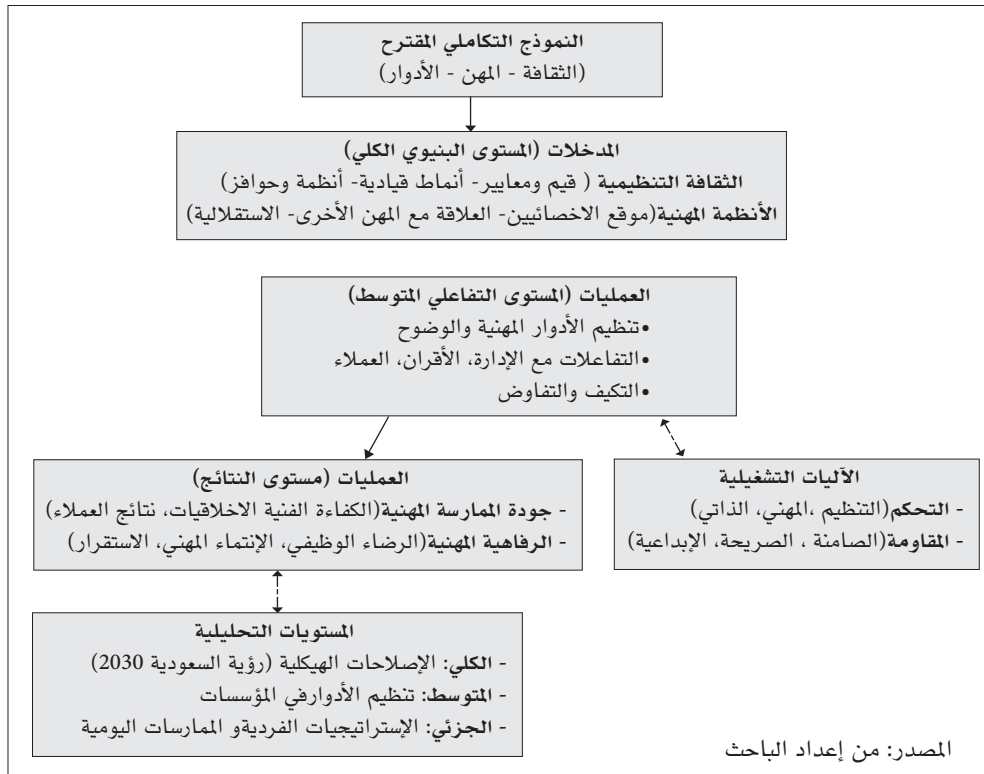 النموذج التكاملي المقترح
(الثقافة - المهن - الأدوار)
المدخلات (المستوى البنيوي الكلي)
الثقافة التنظيمية ( قيم ومعايير- أنماط قيادية- أنظمة وحوافز)
الأنظمة المهنية(موقع الاخصائيين- العلاقة مع المهن الأخرى- الاستقلالية)
العمليات (المستوى التفاعلي المتوسط)
•تنظيم الأدوار المهنية والوضوح
•التفاعلات مع الإدارة، الأقران، العملاء
•التكيف والتفاوض
الآليات التشغيلية
- التحكم(التنظيم ،المهني، الذاتي)
- المقاومة(الصامتة ، الصريحة، الإبداعية)
العمليات (مستوى النتائج)
- جودة الممارسة المهنية(الكفاءة الفنية الاخلاقيات، نتائج العملاء)
- الرفاهية المهنية(الرضاء الوظيفي، الإنتماء المهني، الاستقرار)
المستويات التحليلية
- الكلي: الإصلاحات الهيكلية (رؤية السعودية 2030)
- المتوسط: تنظيم الأدوارفي المؤسسات
- الجزئي: الإستراتيجيات الفرديةو الممارسات اليومية
المصدر: من إعداد الباحث